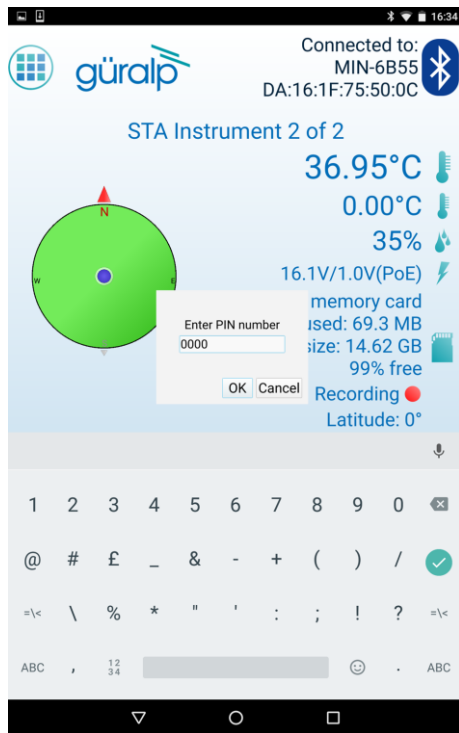 16:34
güralp
Connected to:
MIN-6B55
DA:16:1F:75:50:0C
STA Instrument 2 of 2
36.95°C
0.00°C
35%
16.1V/1.0V(PoE)
memory card
used: 69.3 MB
size: 14.62 GB
99% free
Recording
Latitude: 0°
N
W
E
Enter PIN number
0000
OK Cancel
1 2 3 4 5 6 7 8 9 0
@ # £ _ & - + ( ) /
=\< \ % * " ' : ; ! ? =\<
ABC , 12 34 . ABC